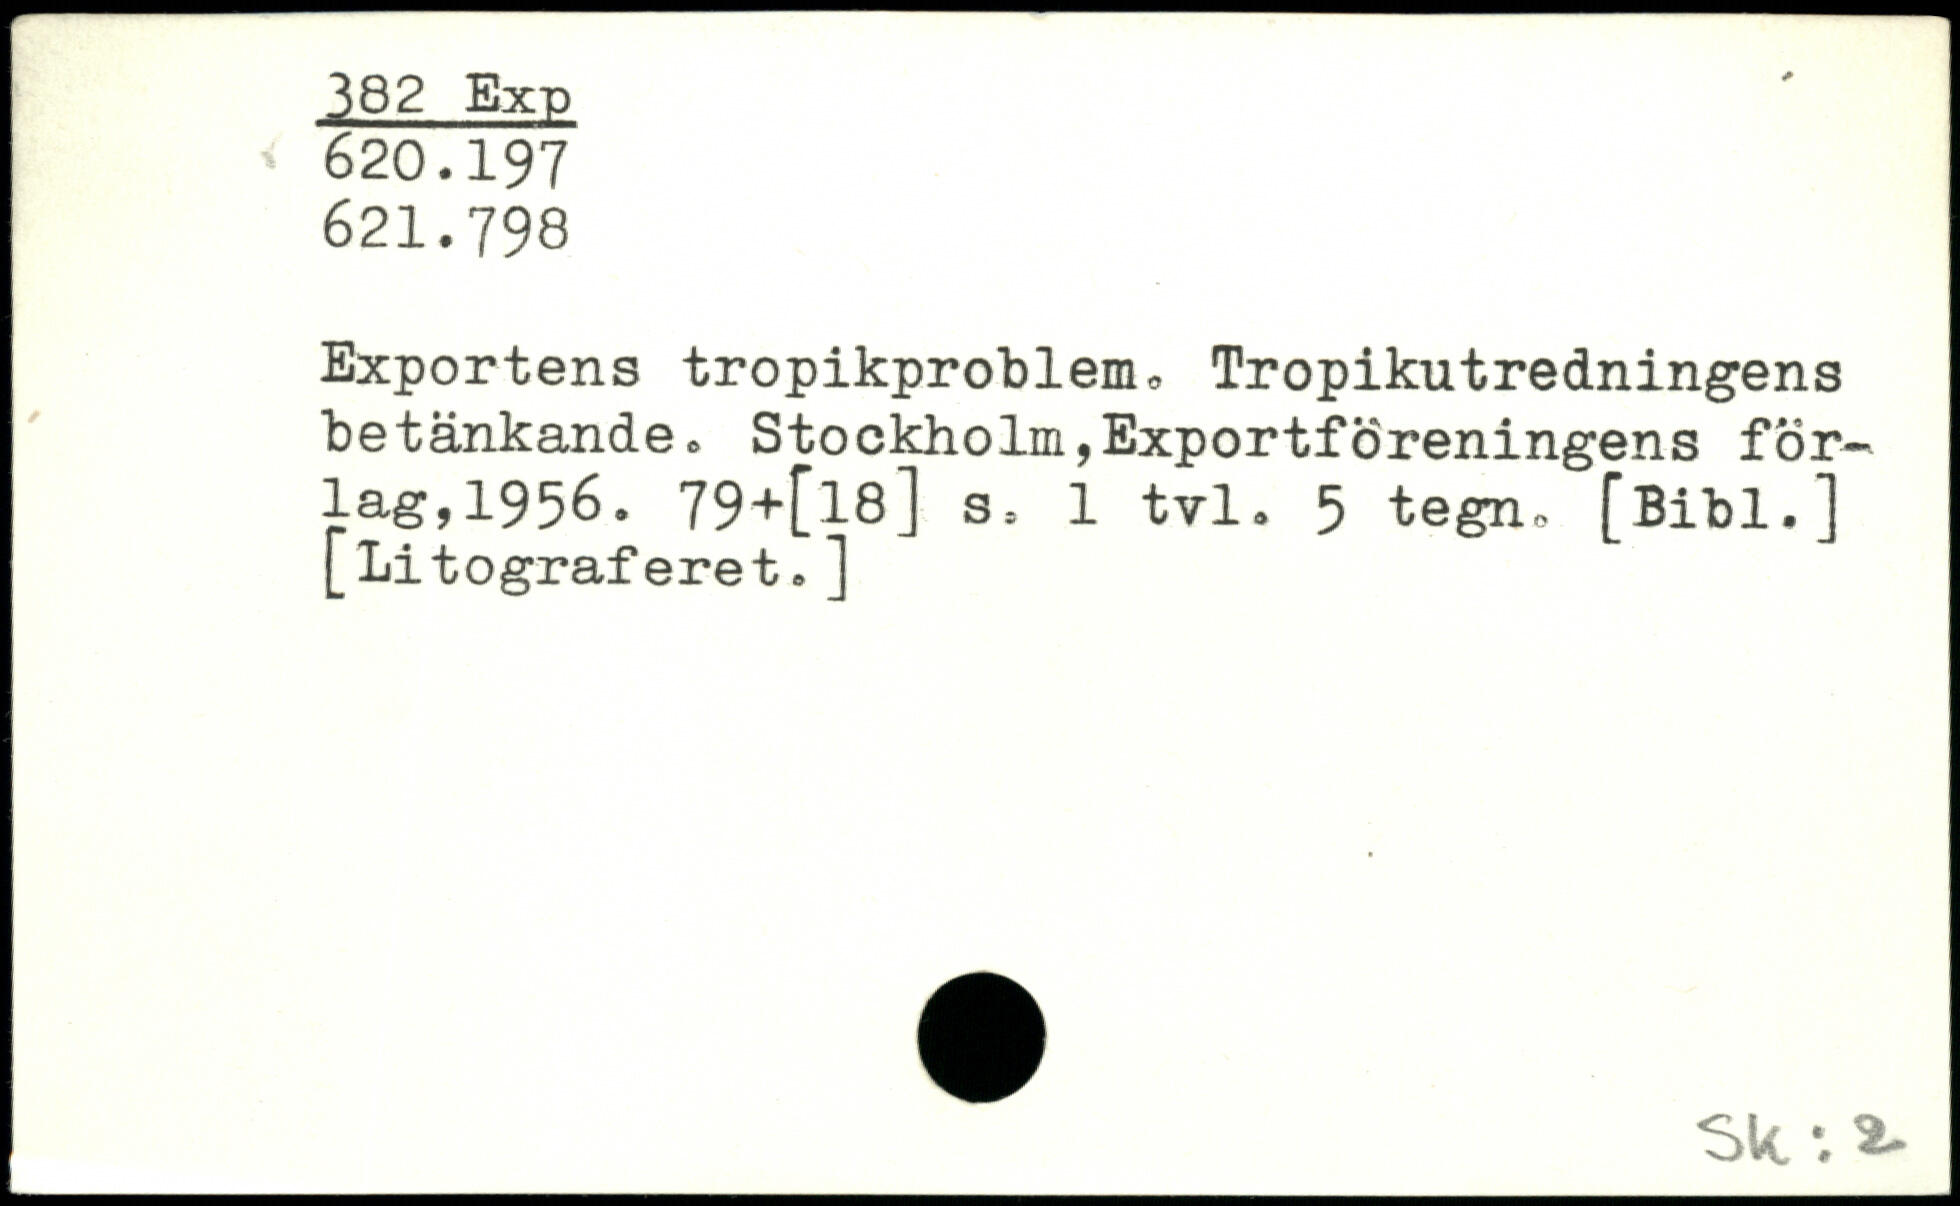 382 Exp
620.197
621.798
Exportens tropikproblem. Tropikutredningens
betänkande. Stockholm,Exportföreningens för-
lag,1956. 79+[18] s. 1 tvl. 5 tegn. [Bibl.]
[Litograferet.]
Sk: 2